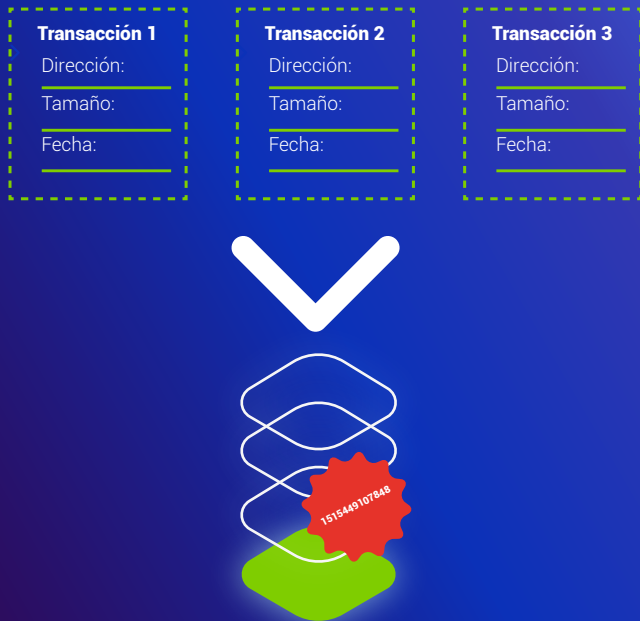 Transacción 1
Dirección:
Tamaño:
Fecha:
Transacción 2
Dirección:
Tamaño:
Fecha:
Transacción 3
Dirección:
Tamaño:
Fecha:
1515449107848